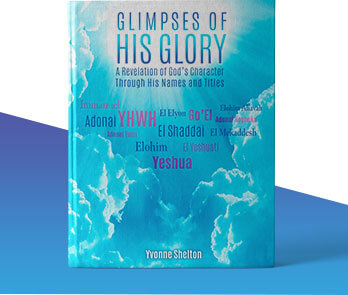 GLIMPSES OF
HIS GLORY
A Revelation of God's Character
Through His Names and Titles
Immanuel
Adonai YHWH El Elyon Go'El
El Shaddai
Elohim
El Yeshuati
Yeshua
Yvonne Shelton